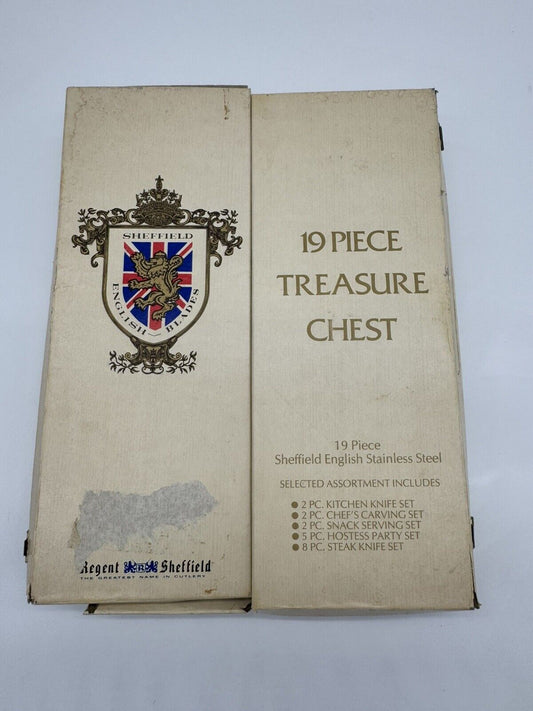 SHEFFIELD
ENGLISH BLADES
Regent Sheffield
THE GREATEST NAME IN CUTLERY
19 PIECE
TREASURE
CHEST
19 Piece
Sheffield English Stainless Steel
SELECTED ASSORTMENT INCLUDES
● 2 PC. KITCHEN KNIFE SET
● 2 PC. CHEF'S CARVING SET
● 2 PC. SNACK SERVING SET
● 5 PC. HOSTESS PARTY SET
● 8 PC. STEAK KNIFE SET